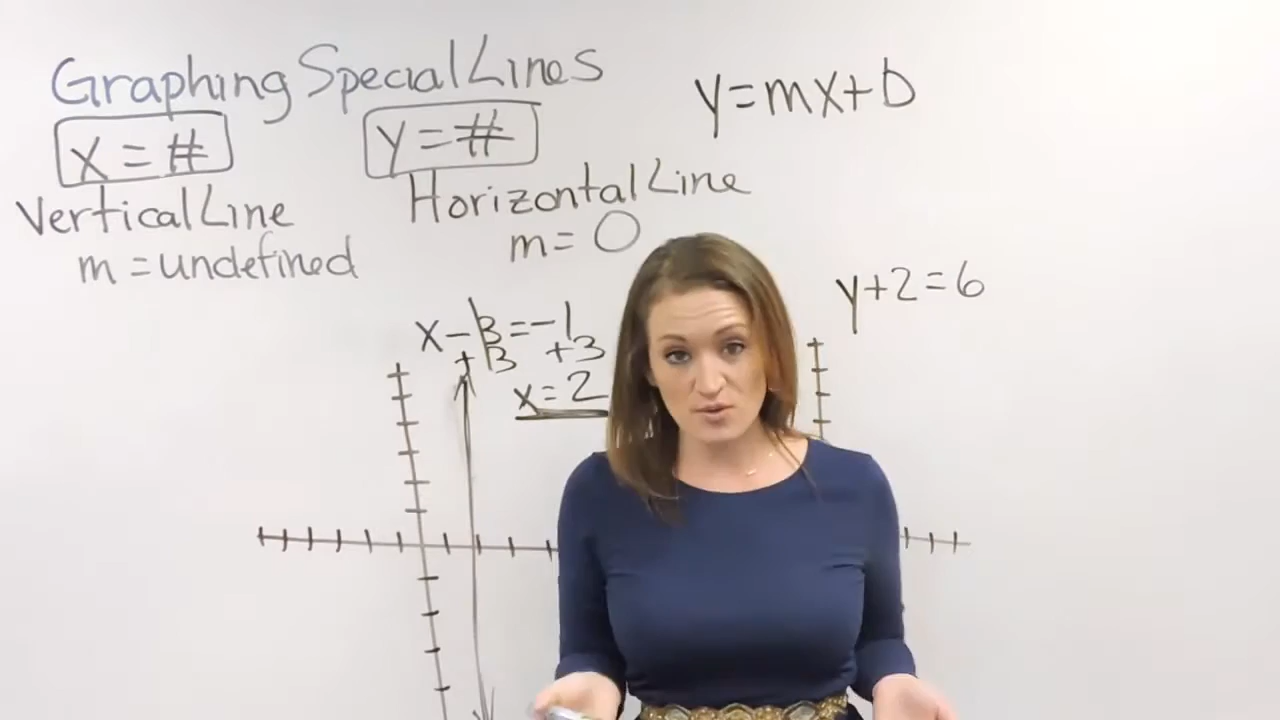 Graphing Special Lines
x = #
y = #
y=mx+b
Vertical Line
m = undefined
Horizontal Line
m = 0
x-3=-1
+3 +3
x=2
y+2=6